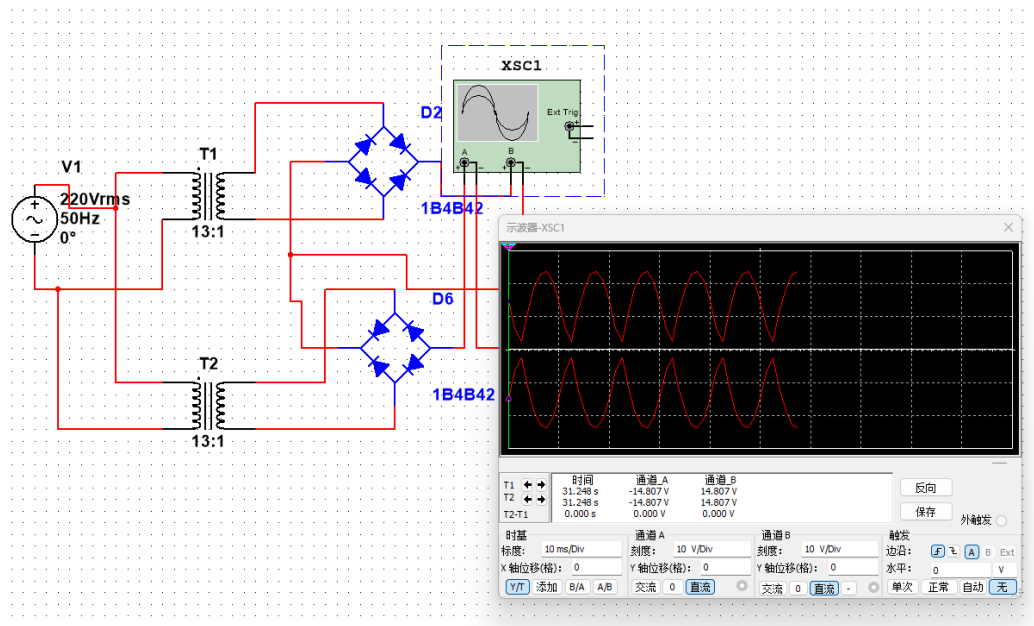 XSC1
Ext Trig
+
-
A
B
+
-
+
-
D2
V1
220Vrms
50Hz
0°
T1
13:1
1B4B42
D6
T2
13:1
1B4B42
示波器-XSC1
T1
T2
T2-T1
时间 通道_A 通道_B
31.248 s -14.807 V 14.807 V
31.248 s -14.807 V 14.807 V
0.000 s 0.000 V 0.000 V
反向
保存
外触发
时基
标度: 10 ms/Div
X 轴位移(格): 0
Y/T 添加 B/A A/B
通道 A
刻度: 10 V/Div
Y 轴位移(格): 0
交流 0 直流
通道 B
刻度: 10 V/Div
Y 轴位移(格): 0
交流 0 直流 -
触发
边沿: A B Ext
水平: 0 V
单次 正常 自动 无